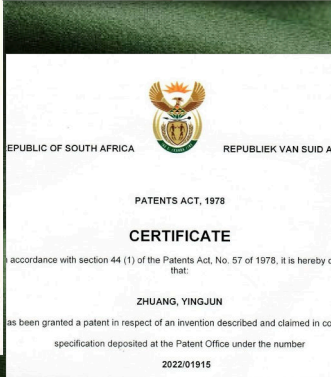 EPUBLIC OF SOUTH AFRICA REPUBLIEK VAN SUID A
PATENTS ACT, 1978
CERTIFICATE
accordance with section 44 (1) of the Patents Act, No. 57 of 1978, it is hereby
that:
ZHUANG, YINGJUN
as been granted a patent in respect of an invention described and claimed in co
specification deposited at the Patent Office under the number
2022/01915